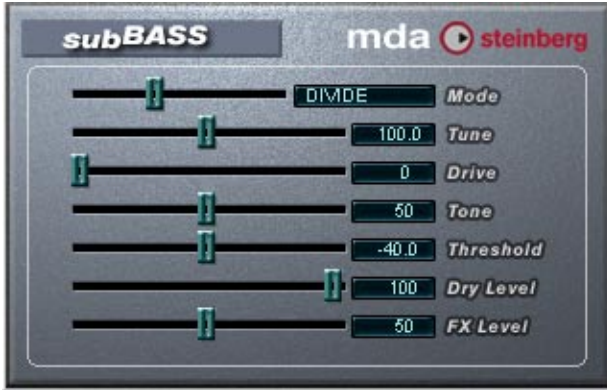 subBASS mda steinberg
DIVIDE Mode
100.0 Tune
0 Drive
50 Tone
-40.0 Threshold
100 Dry Level
50 FX Level